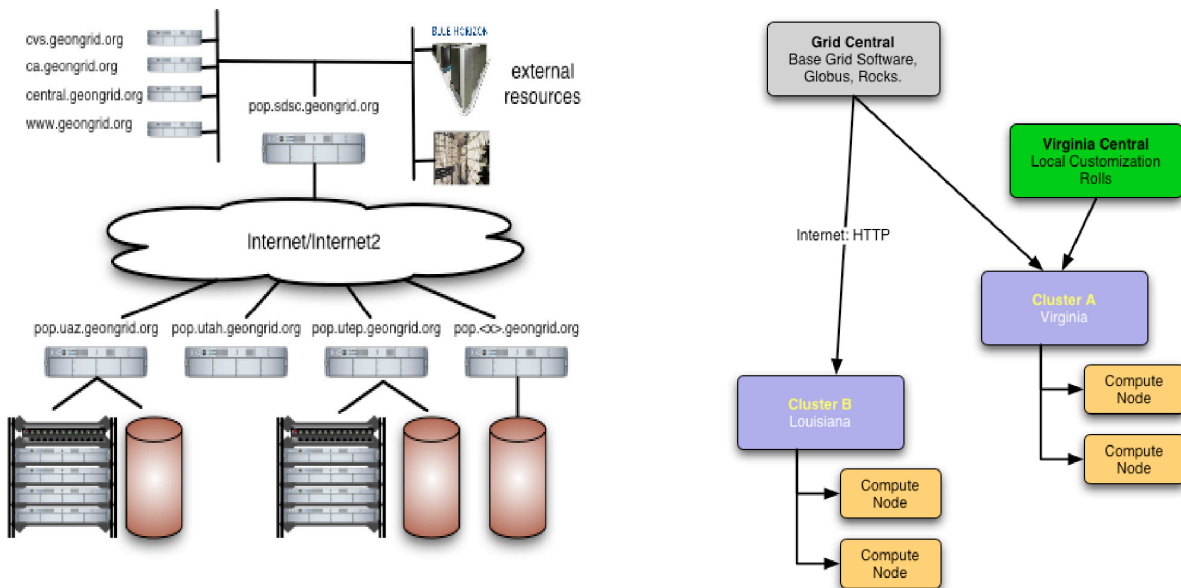 cvs.geongrid.org
ca.geongrid.org
central.geongrid.org
www.geongrid.org
pop.sdsc.geongrid.org
BLUE HORIZON
external
resources
Internet/Internet2
pop.uaz.geongrid.org
pop.utah.geongrid.org
pop.utep.geongrid.org
pop.<x>.geongrid.org
Grid Central
Base Grid Software,
Globus, Rocks.
Virginia Central
Local Customization
Rolls
Internet: HTTP
Cluster A
Virginia
Compute
Node
Compute
Node
Cluster B
Louisiana
Compute
Node
Compute
Node